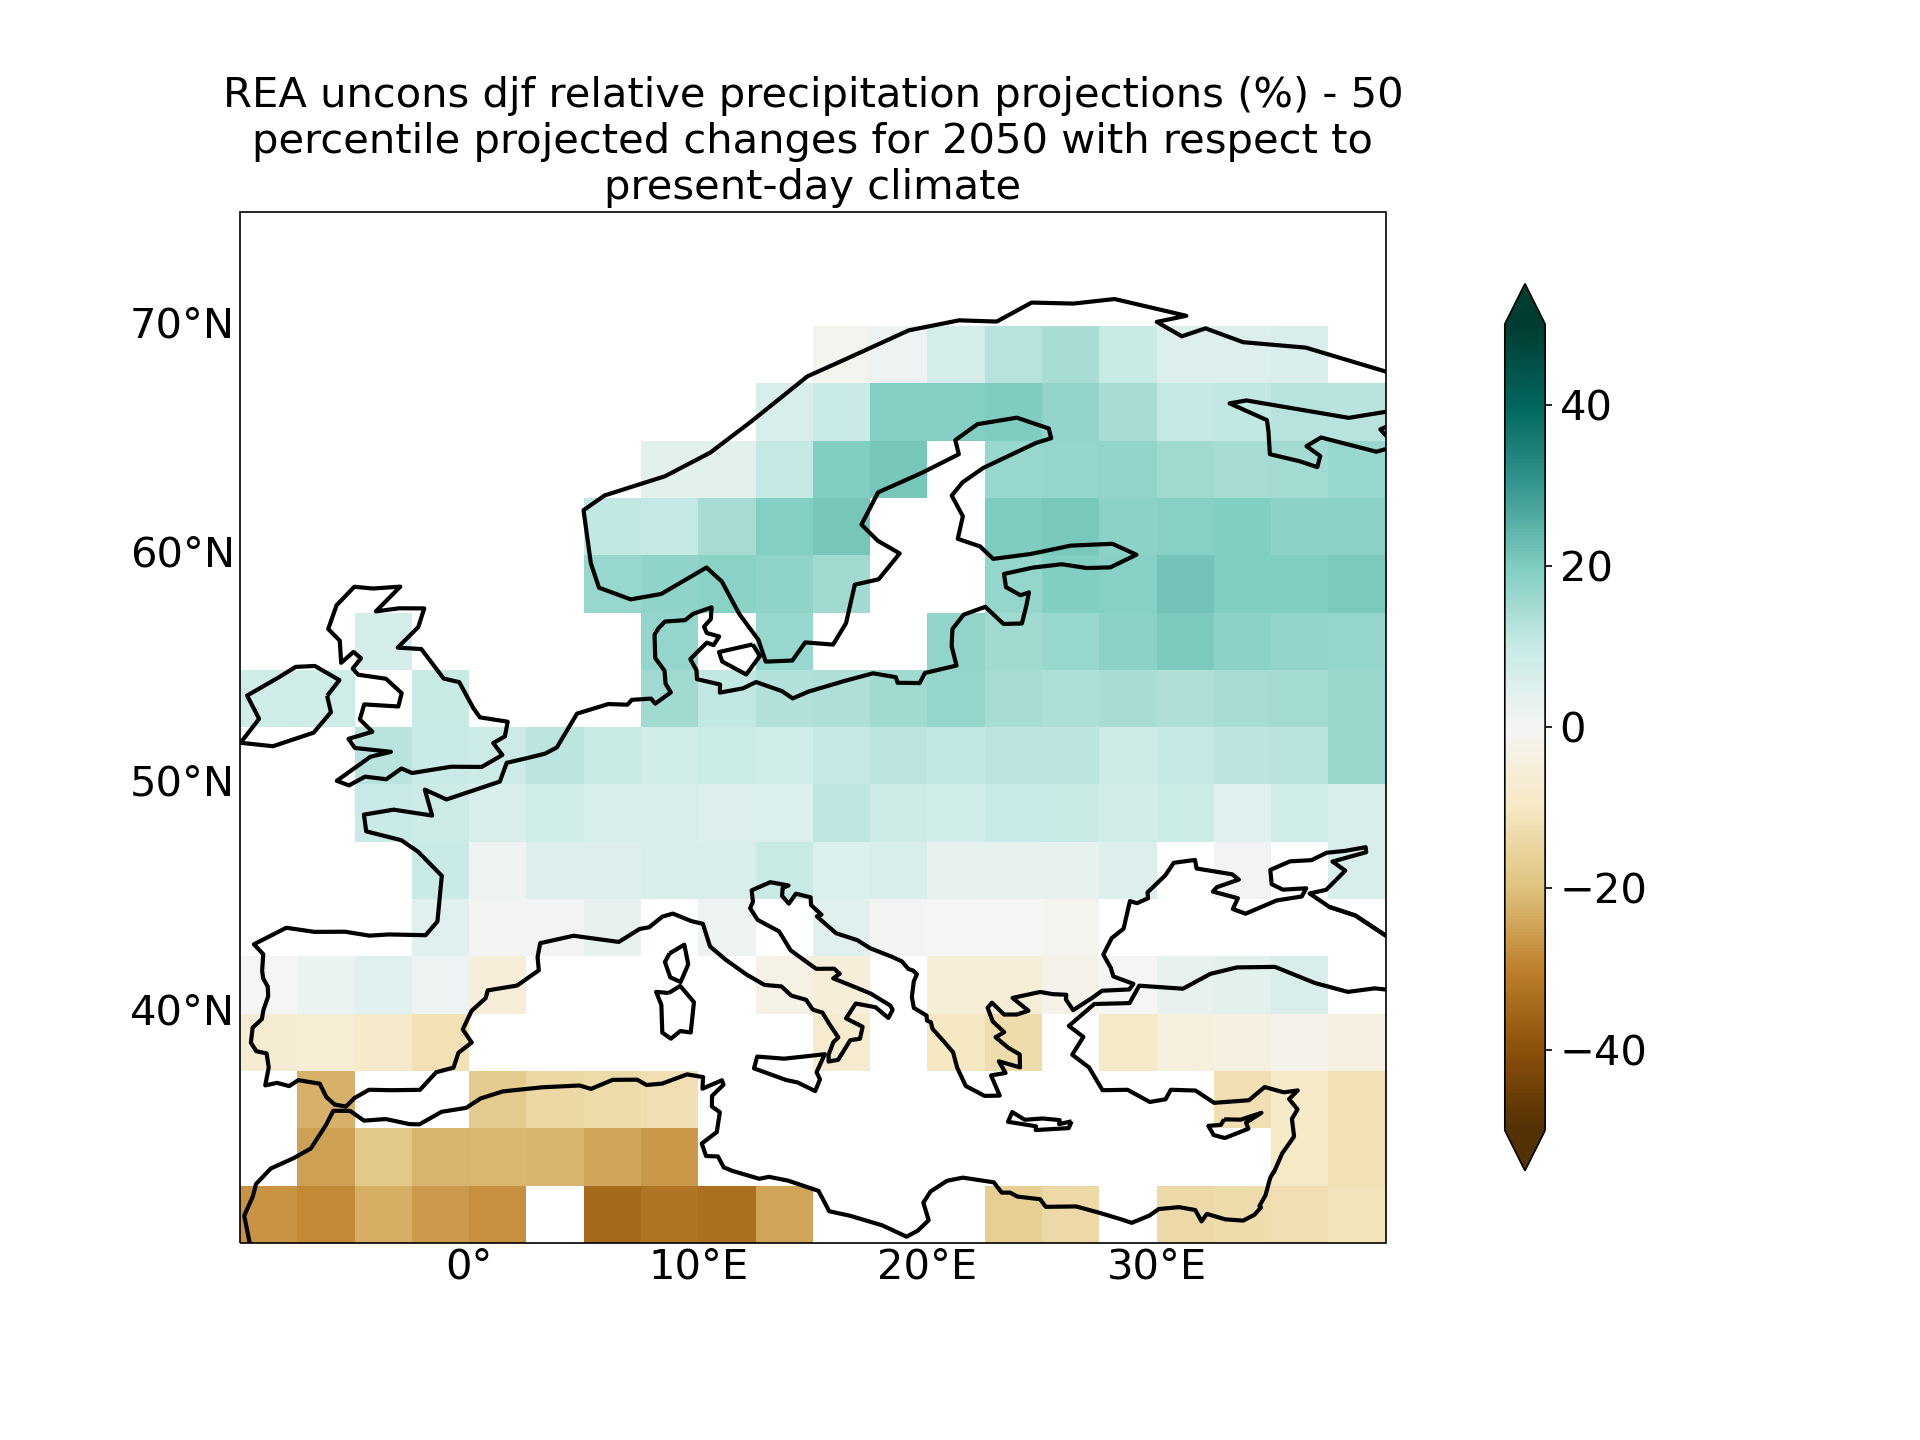 REA uncons djf relative precipitation projections (%) - 50
percentile projected changes for 2050 with respect to
present-day climate
70°N
60°N
50°N
40°N
0°
10°E
20°E
30°E
40
20
0
−20
−40